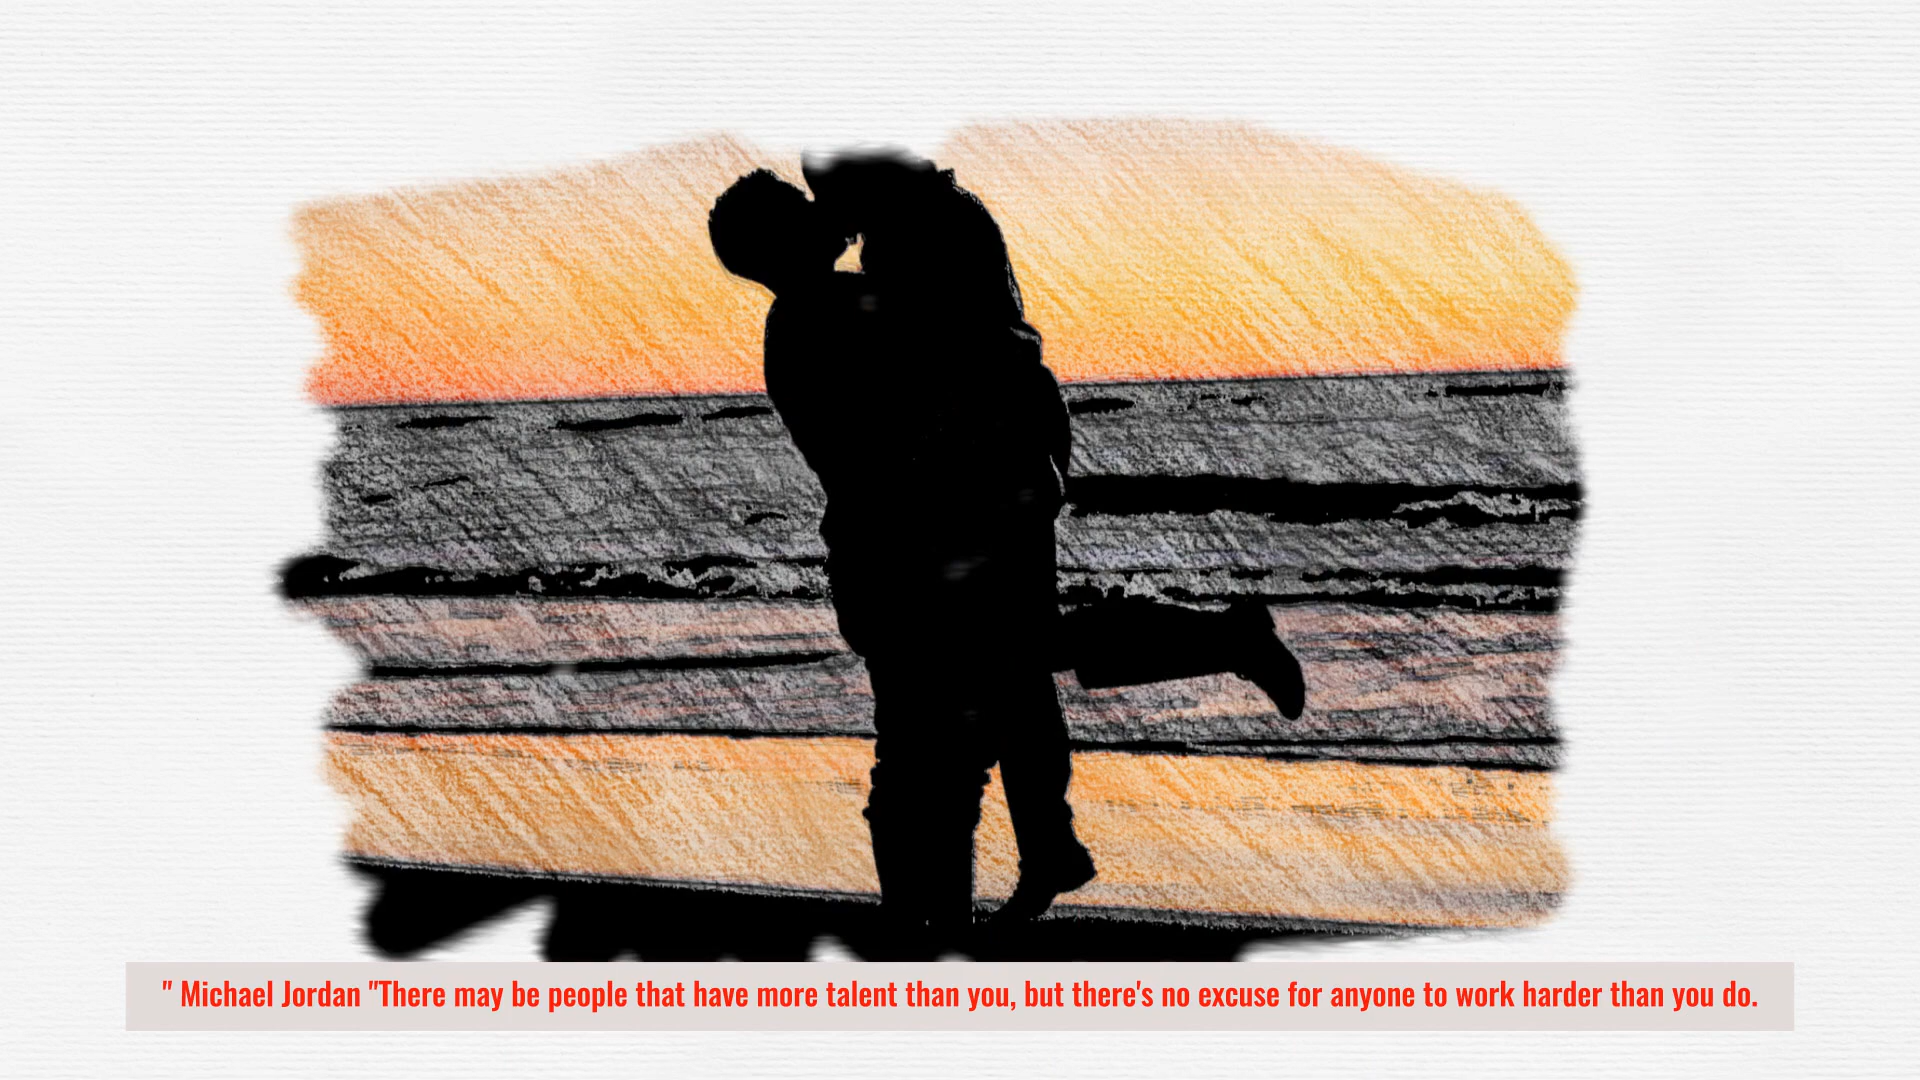 " Michael Jordan "There may be people that have more talent than you, but there's no excuse for anyone to work harder than you do.